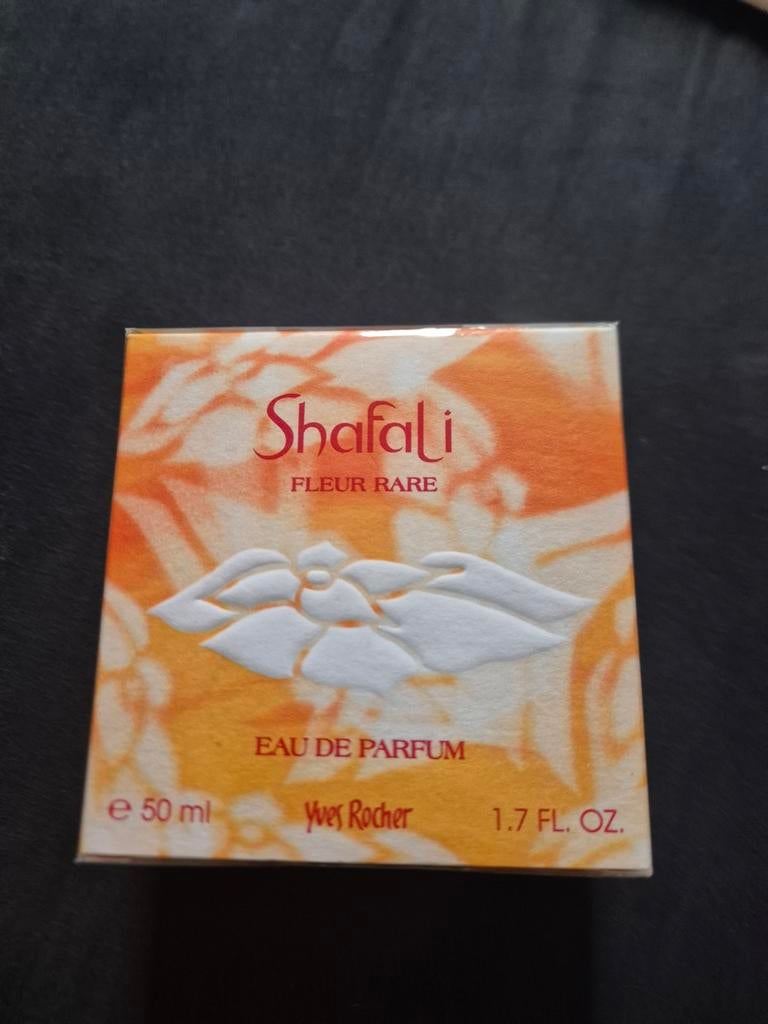 Shafali
FLEUR RARE
EAU DE PARFUM
℮ 50 ml Yves Rocher 1.7 FL. OZ.